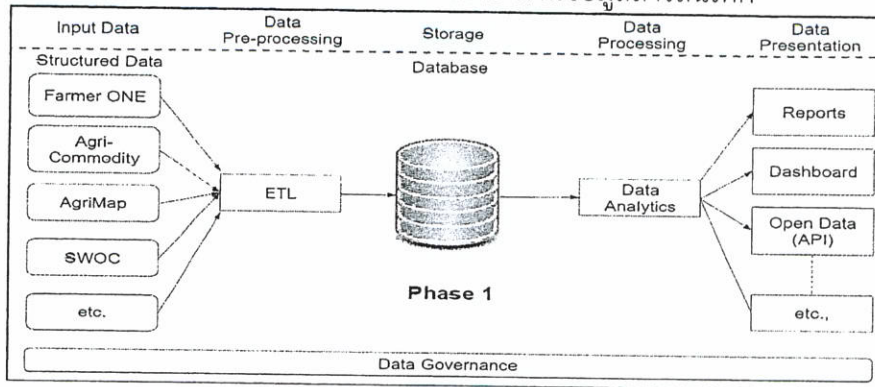 Input Data
Data
Pre-processing
Storage
Data
Processing
Data
Presentation
Structured Data
Database
Farmer ONE
Agri-
Commodity
AgriMap
SWOC
etc.
ETL
Phase 1
Data
Analytics
Reports
Dashboard
Open Data
(API)
etc.,
Data Governance